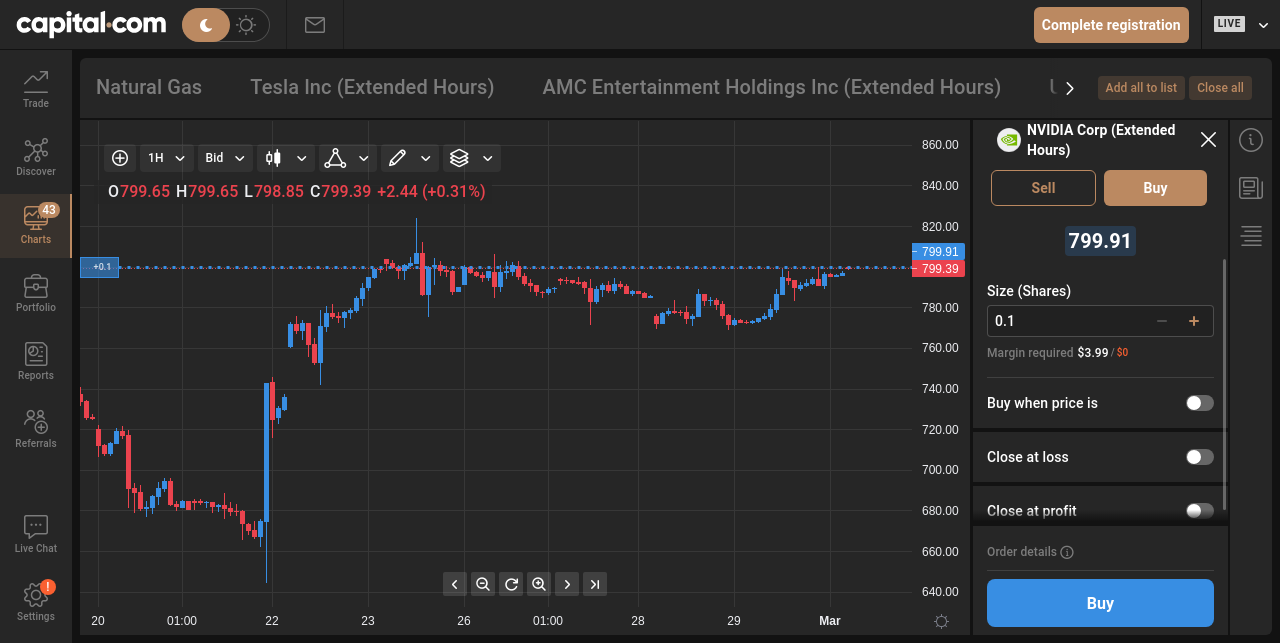 capital.com
Complete registration
LIVE
Trade
Discover
43
Charts
Portfolio
Reports
Referrals
Live Chat
!
Settings
Natural Gas
Tesla Inc (Extended Hours)
AMC Entertainment Holdings Inc (Extended Hours)
Add all to list
Close all
1H
Bid
O799.65 H799.65 L798.85 C799.39 +2.44 (+0.31%)
+0.1
860.00
840.00
820.00
799.91
799.39
780.00
760.00
740.00
720.00
700.00
680.00
660.00
640.00
20
01:00
22
23
26
01:00
28
29
Mar
NVIDIA Corp (Extended
Hours)
Sell
Buy
799.91
Size (Shares)
0.1
Margin required $3.99 / $0
Buy when price is
Close at loss
Close at profit
Order details
Buy